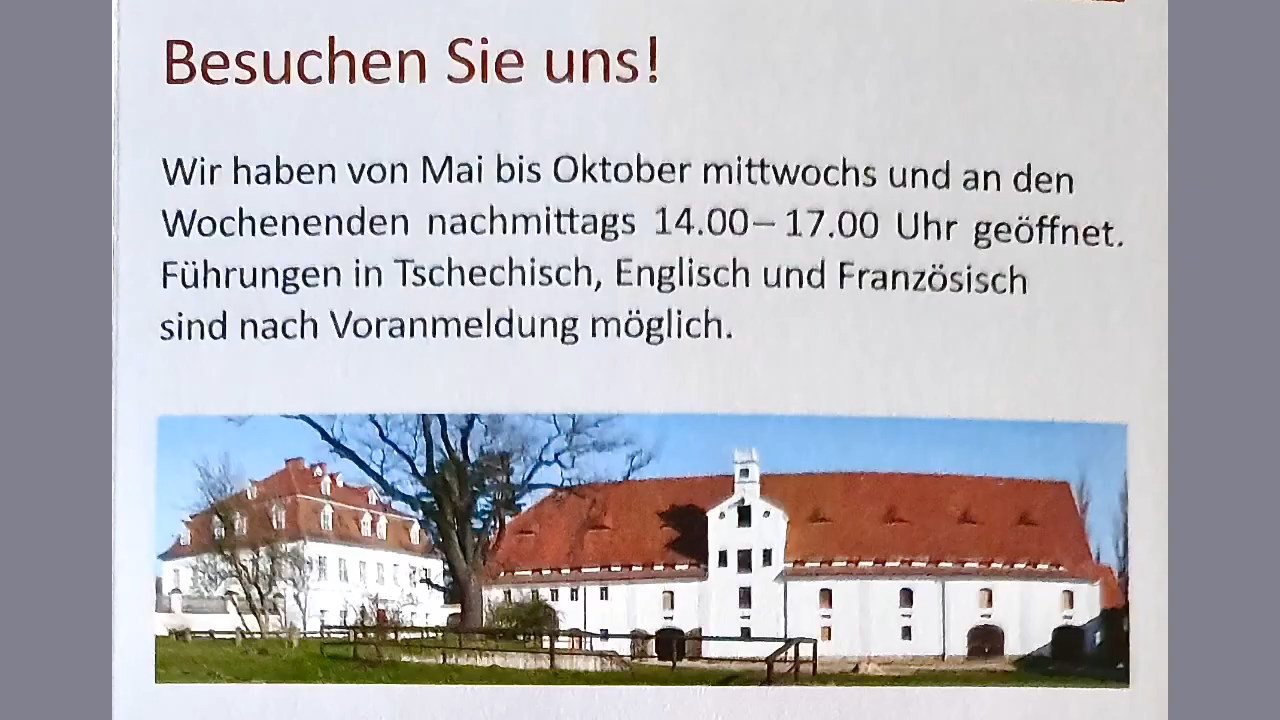 Besuchen Sie uns!
Wir haben von Mai bis Oktober mittwochs und an den
Wochenenden nachmittags 14.00– 17.00 Uhr geöffnet.
Führungen in Tschechisch, Englisch und Französisch
sind nach Voranmeldung möglich.